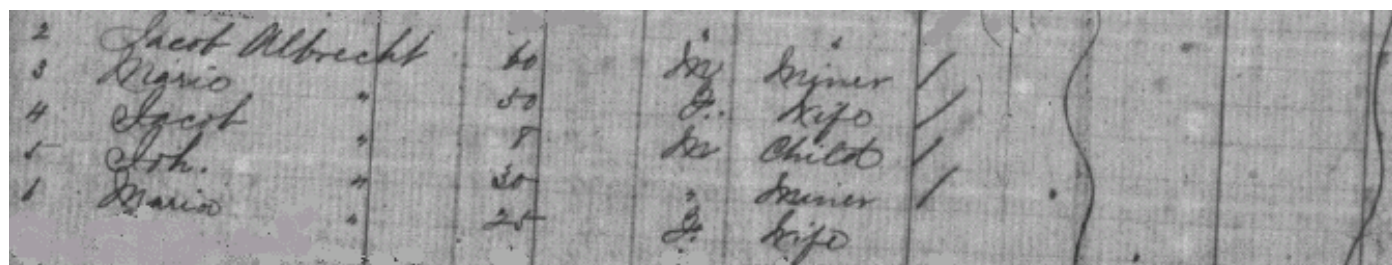 2 Jacob Albrecht 60 M Miner /
3 Maria " 50 F. Wife /
4 Jacob " 8 M Child /
5 Joh. " 30 " Miner /
6 Maria " 25 F. Wife